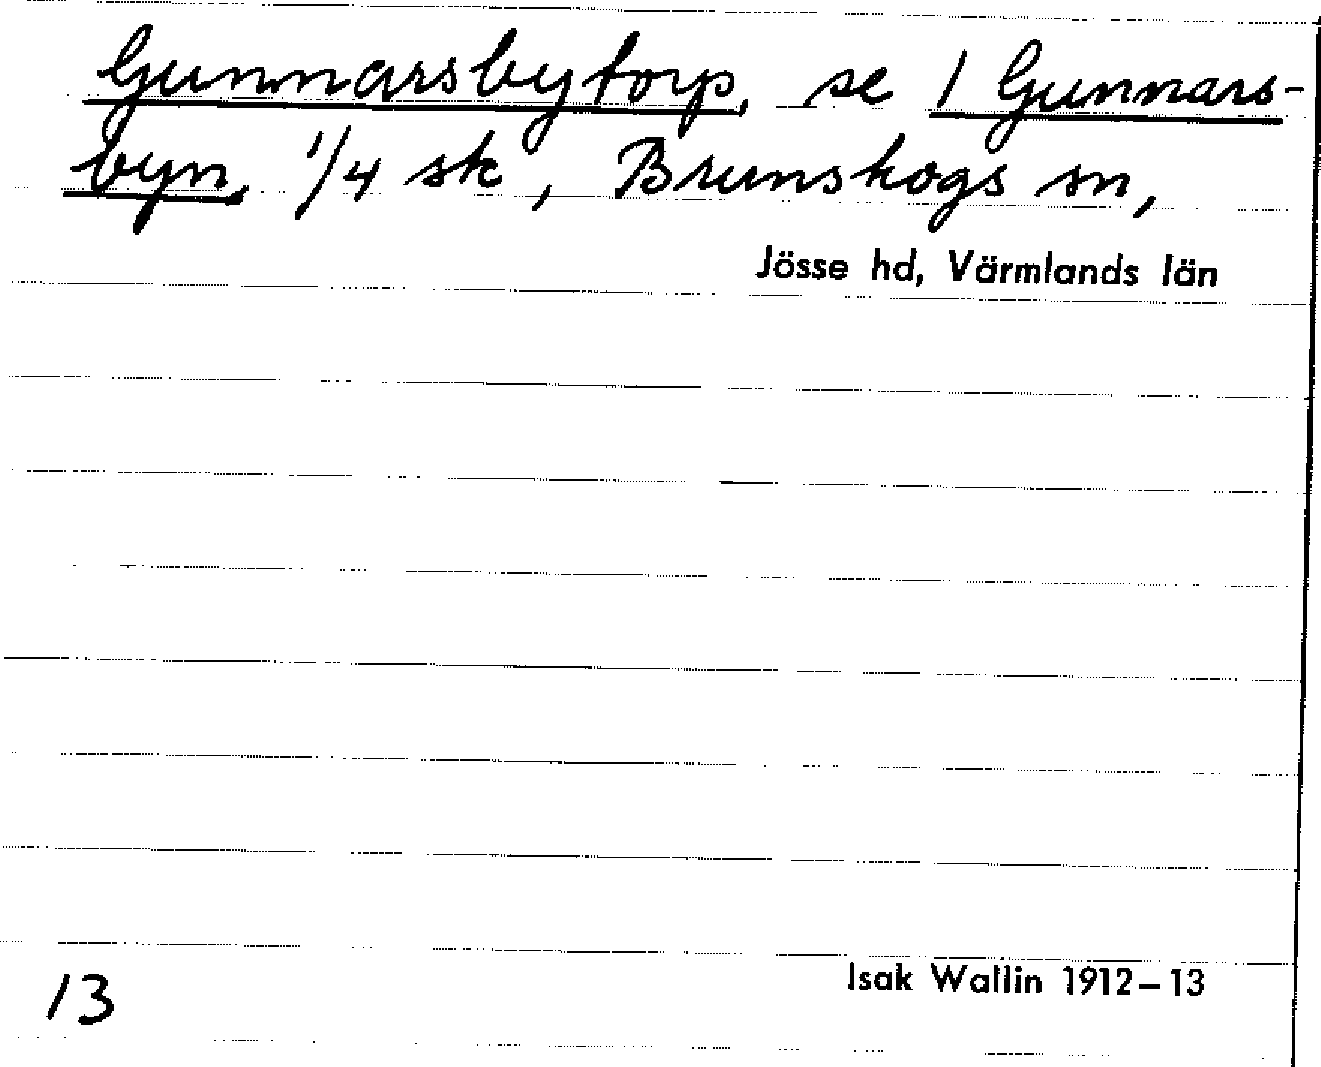 Gunnarsbytorp, se 1 Gunnars-
byn, 1/4 sk, Brunskogs sn,
Jösse hd, Värmlands län
13
Isak Wallin 1912–13